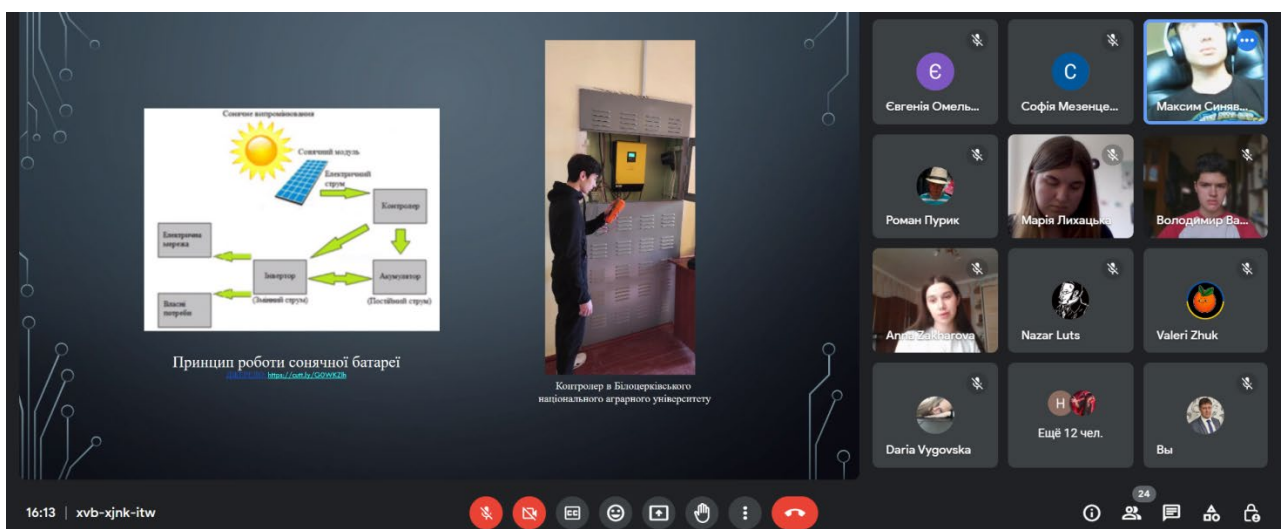 Сонячне випромінювання
Сонячний модуль
Електричний
струм
Контролер
Електрична
мережа
Інвертор
Акумулятор
(Змінний струм)
(Постійний струм)
Власні
потреби
Принцип роботи сонячної батареї
https://cutt.ly/GOWKZlh
Контролер в Білоцерківського
національного аграрного університету
Є
Євгенія Омель...
С
Софія Мезенце...
Максим Синяв...
Роман Пурик
Марія Лихацька
Володимир Ва...
Anna Zakharova
Nazar Luts
Valeri Zhuk
Daria Vygovska
Н
Ещё 12 чел.
Вы
16:13 | xvb-xjnk-itw
CC
24